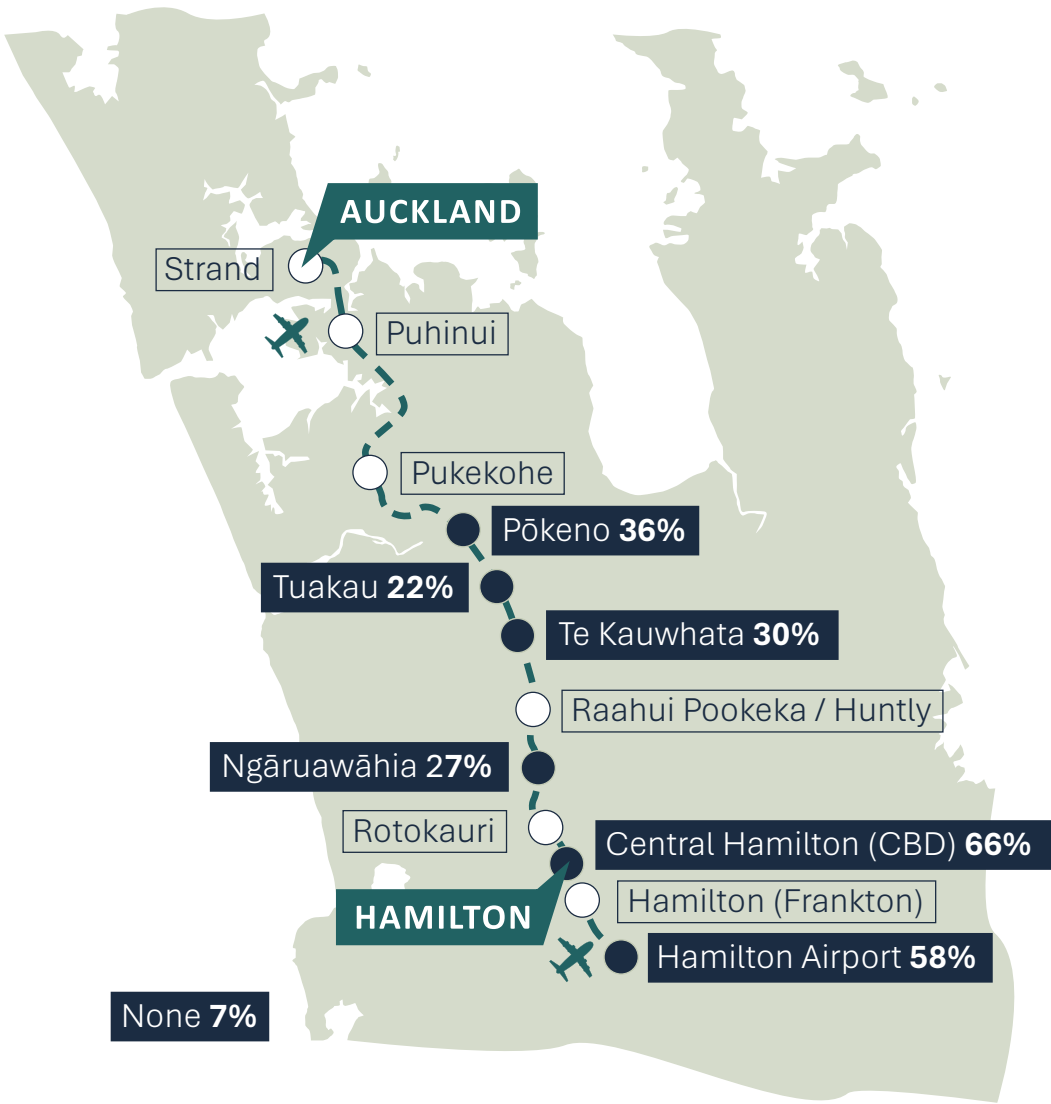 AUCKLAND
Strand
Puhinui
Pukekohe
Pōkeno 36%
Tuakau 22%
Te Kauwhata 30%
Raahui Pookeka / Huntly
Ngāruawāhia 27%
Rotokauri
Central Hamilton (CBD) 66%
Hamilton (Frankton)
HAMILTON
Hamilton Airport 58%
None 7%